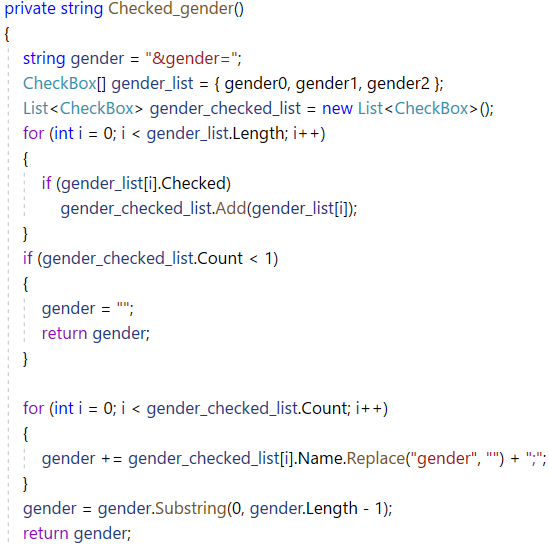 private string Checked_gender()
{
string gender = "&gender=";
CheckBox[] gender_list = { gender0, gender1, gender2 };
List<CheckBox> gender_checked_list = new List<CheckBox>();
for (int i = 0; i < gender_list.Length; i++)
{
if (gender_list[i].Checked)
gender_checked_list.Add(gender_list[i]);
}
if (gender_checked_list.Count < 1)
{
gender = "";
return gender;
}
for (int i = 0; i < gender_checked_list.Count; i++)
{
gender += gender_checked_list[i].Name.Replace("gender", "") + ";";
}
gender = gender.Substring(0, gender.Length - 1);
return gender;